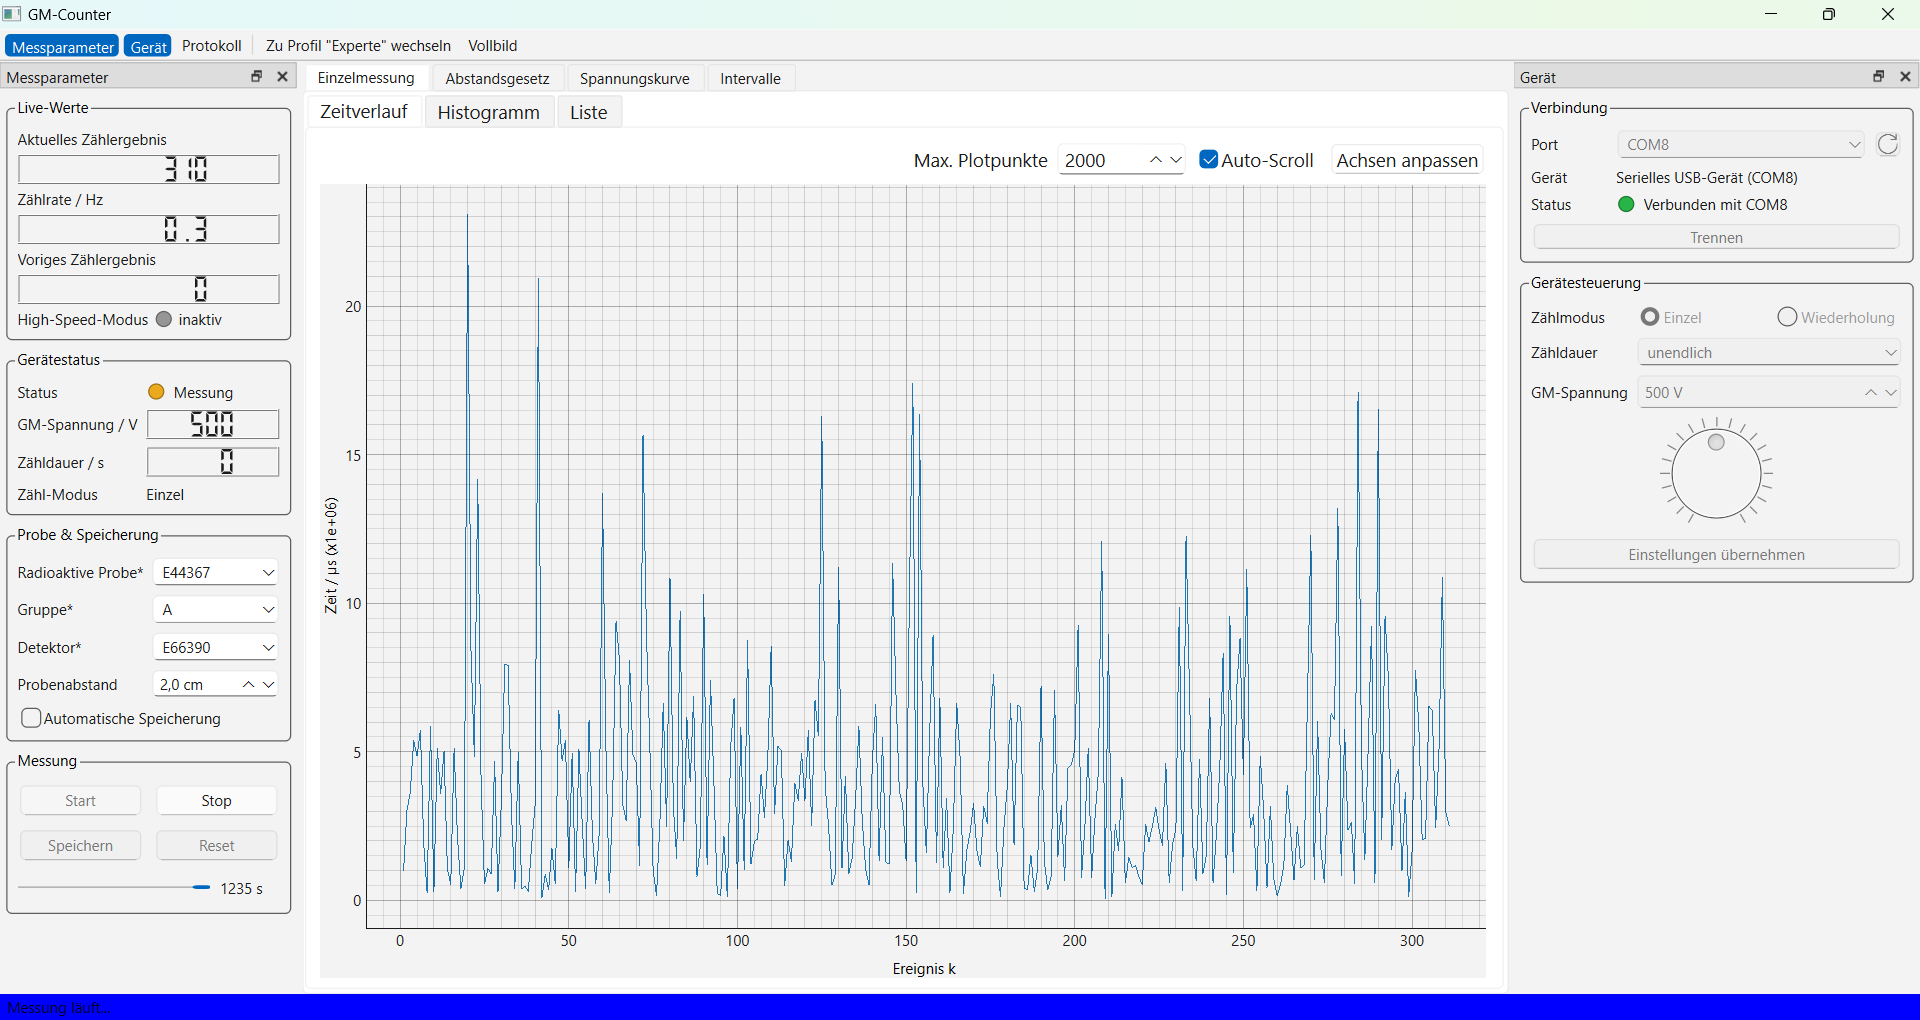 GM-Counter
Messparameter Gerät Protokoll Zu Profil "Experte" wechseln Vollbild
Messparameter
Live-Werte
Aktuelles Zählergebnis
310
Zählrate / Hz
0.3
Voriges Zählergebnis
0
High-Speed-Modus inaktiv
Gerätestatus
Status Messung
GM-Spannung / V 500
Zähldauer / s 0
Zähl-Modus Einzel
Probe & Speicherung
Radioaktive Probe* E44367
Gruppe* A
Detektor* E66390
Probenabstand 2,0 cm
Automatische Speicherung
Messung
Start Stop
Speichern Reset
1235 s
Einzelmessung Abstandsgesetz Spannungskurve Intervalle
Zeitverlauf Histogramm Liste
Max. Plotpunkte 2000 Auto-Scroll Achsen anpassen
20
15
10
5
0
Zeit / µs (x1e+06)
0 50 100 150 200 250 300
Ereignis k
Gerät
Verbindung
Port COM8
Gerät Serielles USB-Gerät (COM8)
Status Verbunden mit COM8
Trennen
Gerätesteuerung
Zählmodus Einzel Wiederholung
Zähldauer unendlich
GM-Spannung 500 V
Einstellungen übernehmen
Messung läuft...